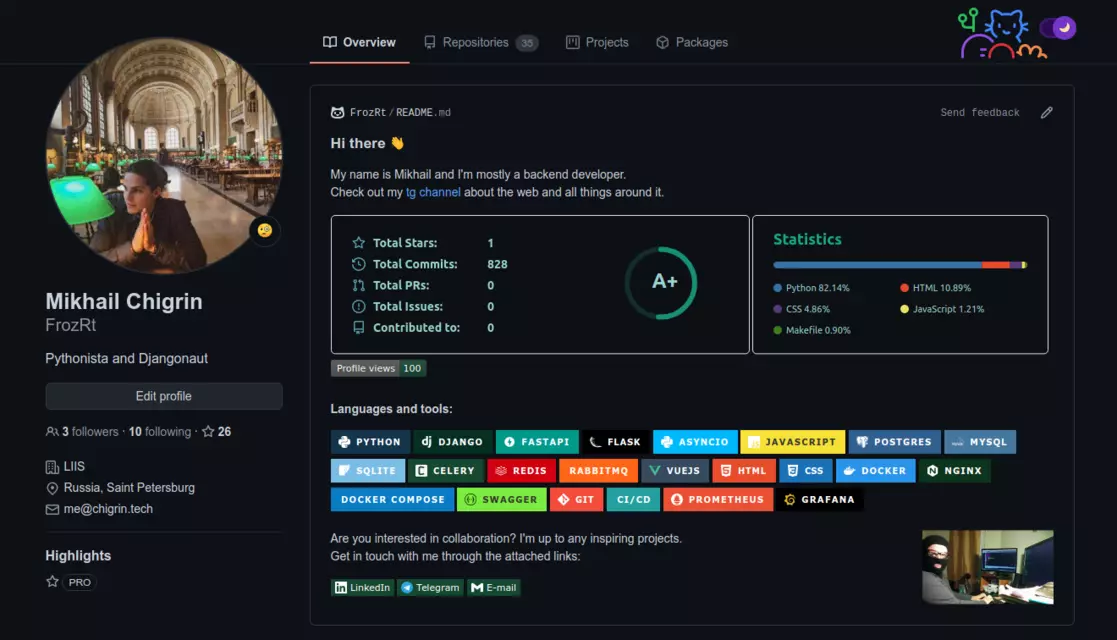 Overview
Repositories 35
Projects
Packages
Mikhail Chigrin
FrozRt
Pythonista and Djangonaut
Edit profile
3 followers · 10 following · 26
LIIS
Russia, Saint Petersburg
me@chigrin.tech
Highlights
PRO
FrozRt/README.md
Send feedback
Hi there 👋
My name is Mikhail and I'm mostly a backend developer.
Check out my tg channel about the web and all things around it.
Total Stars: 1
Total Commits: 828
Total PRs: 0
Total Issues: 0
Contributed to: 0
A+
Statistics
Python 82.14% HTML 10.89%
CSS 4.86% JavaScript 1.21%
Makefile 0.90%
Profile views 100
Languages and tools:
PYTHON dj DJANGO FASTAPI FLASK ASYNCIO JAVASCRIPT POSTGRES MYSQL
SQLITE CELERY REDIS RABBITMQ VUEJS HTML CSS DOCKER NGINX
DOCKER COMPOSE SWAGGER GIT CI/CD PROMETHEUS GRAFANA
Are you interested in collaboration? I'm up to any inspiring projects.
Get in touch with me through the attached links:
in LinkedIn Telegram E-mail